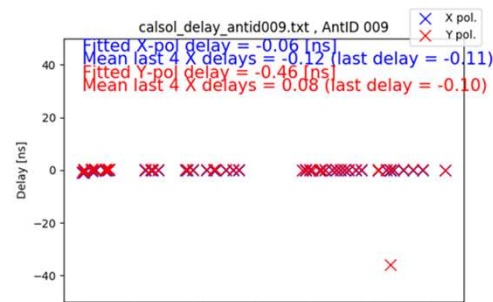 calsol_delay_antid009.txt , AntID 009
X pol.
Y pol.
Fitted X-pol delay = -0.06 [ns]
Mean last 4 X delays = -0.12 (last delay = -0.11)
Fitted Y-pol delay = -0.46 [ns]
Mean last 4 X delays = 0.08 (last delay = -0.10)
Delay [ns]
40
20
0
−20
−40